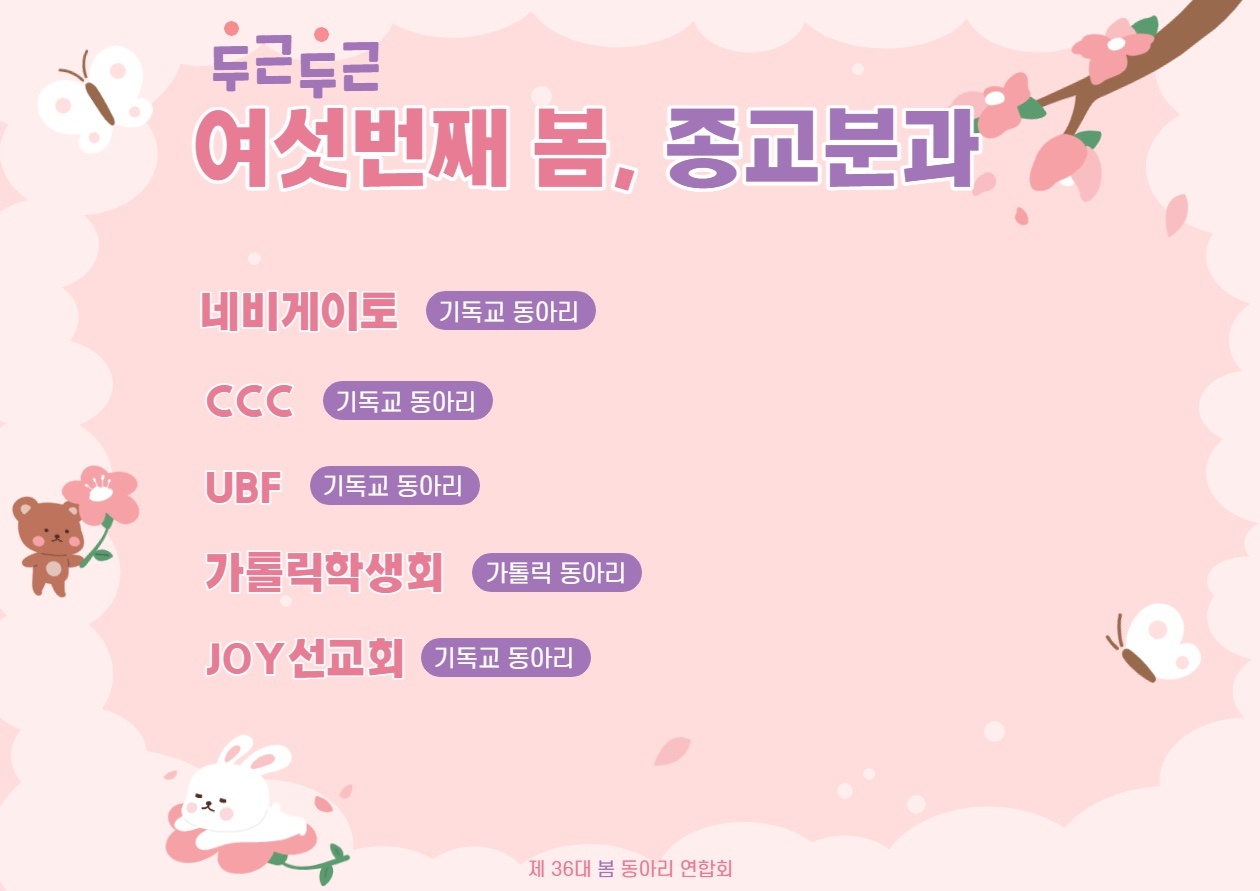 두근두근
여섯번째 봄, 종교분과
네비게이토 기독교 동아리
CCC 기독교 동아리
UBF 기독교 동아리
가톨릭학생회 가톨릭 동아리
JOY선교회 기독교 동아리
제 36대 봄 동아리 연합회